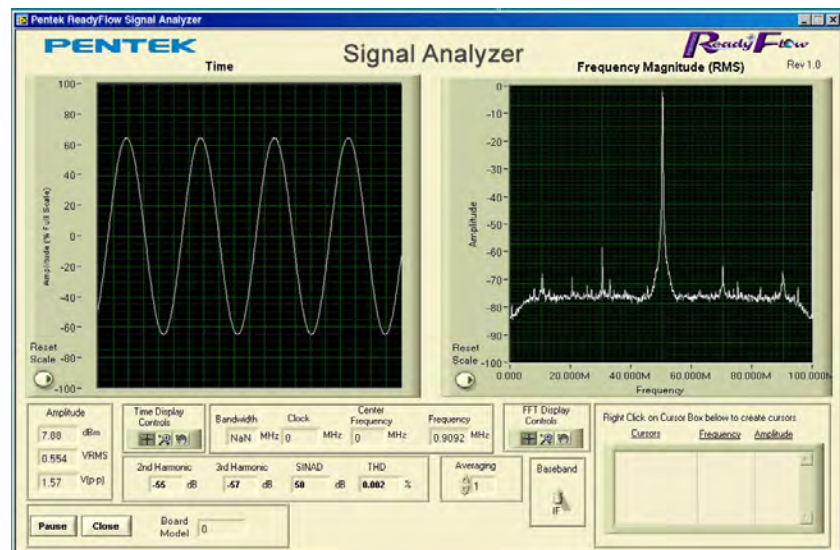 Pentek ReadyFlow Signal Analyzer
PENTEK
Signal Analyzer
ReadyFlow
Time
Frequency Magnitude (RMS)
Rev 1.0
100-
80-
60-
40-
20-
0-
-20-
-40-
-60-
-80-
-100-
Amplitude (% Full Scale)
Reset
Scale
0-
-10-
-20-
-30-
-40-
-50-
-60-
-70-
-80-
-90-
-100-
Amplitude
Reset
Scale
0.000
20.000M
40.000M
60.000M
80.000M
100.000M
Frequency
Amplitude
7.88 dBm
0.554 VRMS
1.57 V(p-p)
Time Display
Controls
Bandwidth
NaN MHz
Clock
0 MHz
Center
Frequency
0 MHz
Frequency
0.9092 MHz
FFT Display
Controls
Right Click on Cursor Box below to create cursors
Cursors Frequency Amplitude
2nd Harmonic
-55 dB
3rd Harmonic
-57 dB
SINAD
50 dB
THD
0.002 %
Averaging
1
Baseband
IF
Pause
Close
Board
Model 0